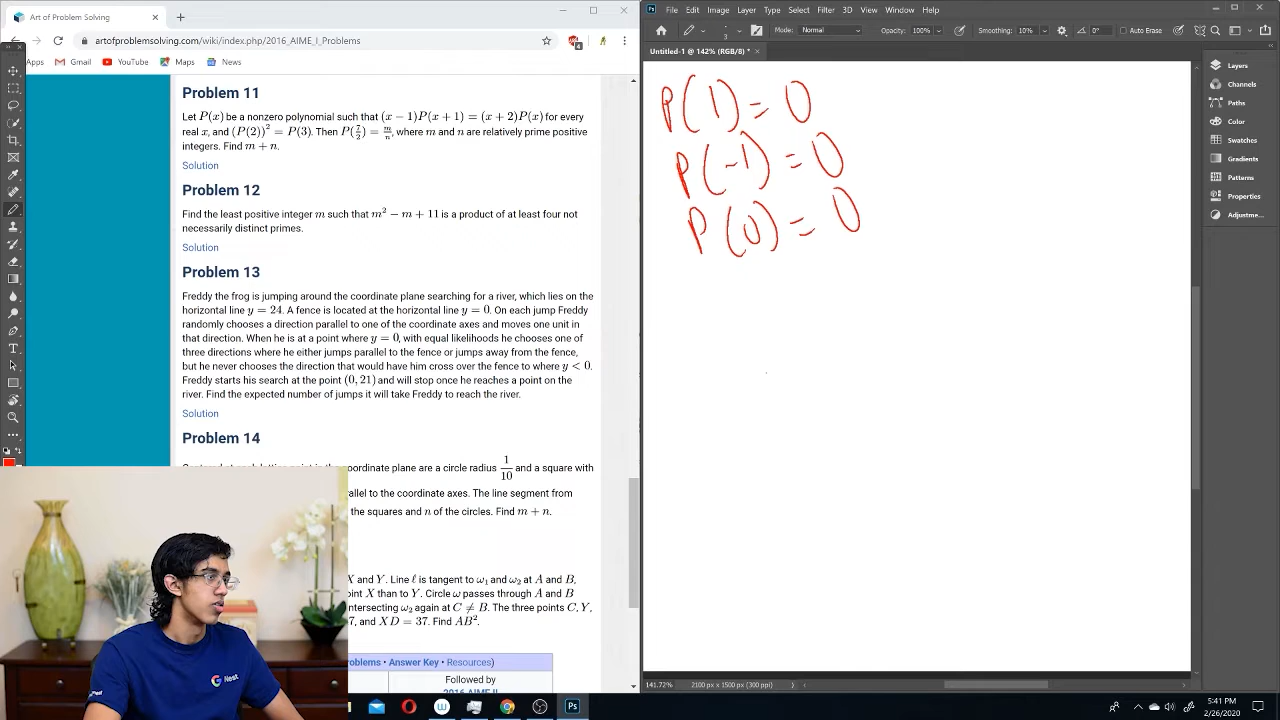 Art of Problem Solving
Untitled-1 @ 142% (RGB/8) *
File Edit Image Layer Type Select Filter 3D View Window Help
Mode: Normal Opacity: 100% Smoothing: 10% 0° Auto Erase
artofproblemsolving.com/wiki/index.php/2016_AIME_I_Problems
Apps Gmail YouTube Maps News
Problem 11
Let P(x) be a nonzero polynomial such that (x − 1)P(x + 1) = (x + 2)P(x) for every
real x, and (P(2))² = P(3). Then P(7/2) = m/n, where m and n are relatively prime positive
integers. Find m + n.
Solution
Problem 12
Find the least positive integer m such that m² − m + 11 is a product of at least four not
necessarily distinct primes.
Solution
Problem 13
Freddy the frog is jumping around the coordinate plane searching for a river, which lies on the
horizontal line y = 24. A fence is located at the horizontal line y = 0. On each jump Freddy
randomly chooses a direction parallel to one of the coordinate axes and moves one unit in
that direction. When he is at a point where y = 0, with equal likelihoods he chooses one of
three directions where he either jumps parallel to the fence or jumps away from the fence,
but he never chooses the direction that would have him cross over the fence to where y < 0.
Freddy starts his search at the point (0, 21) and will stop once he reaches a point on the
river. Find the expected number of jumps it will take Freddy to reach the river.
Solution
Problem 14
coordinate plane are a circle radius 1/10 and a square with
allel to the coordinate axes. The line segment from
the squares and n of the circles. Find m + n.
X and Y. Line ℓ is tangent to ω₁ and ω₂ at A and B,
oint X than to Y. Circle ω passes through A and B
ntersecting ω₂ again at C ≠ B. The three points C, Y,
7, and XD = 37. Find AB².
oblems • Answer Key • Resources)
Followed by
2016 AIME II
P(1) = 0
P(-1) = 0
P(0) = 0
Layers
Channels
Paths
Color
Swatches
Gradients
Patterns
Properties
Adjustme...
G Nest
141.72% 2100 px x 1500 px (300 ppi)
5:41 PM
2/26/2020